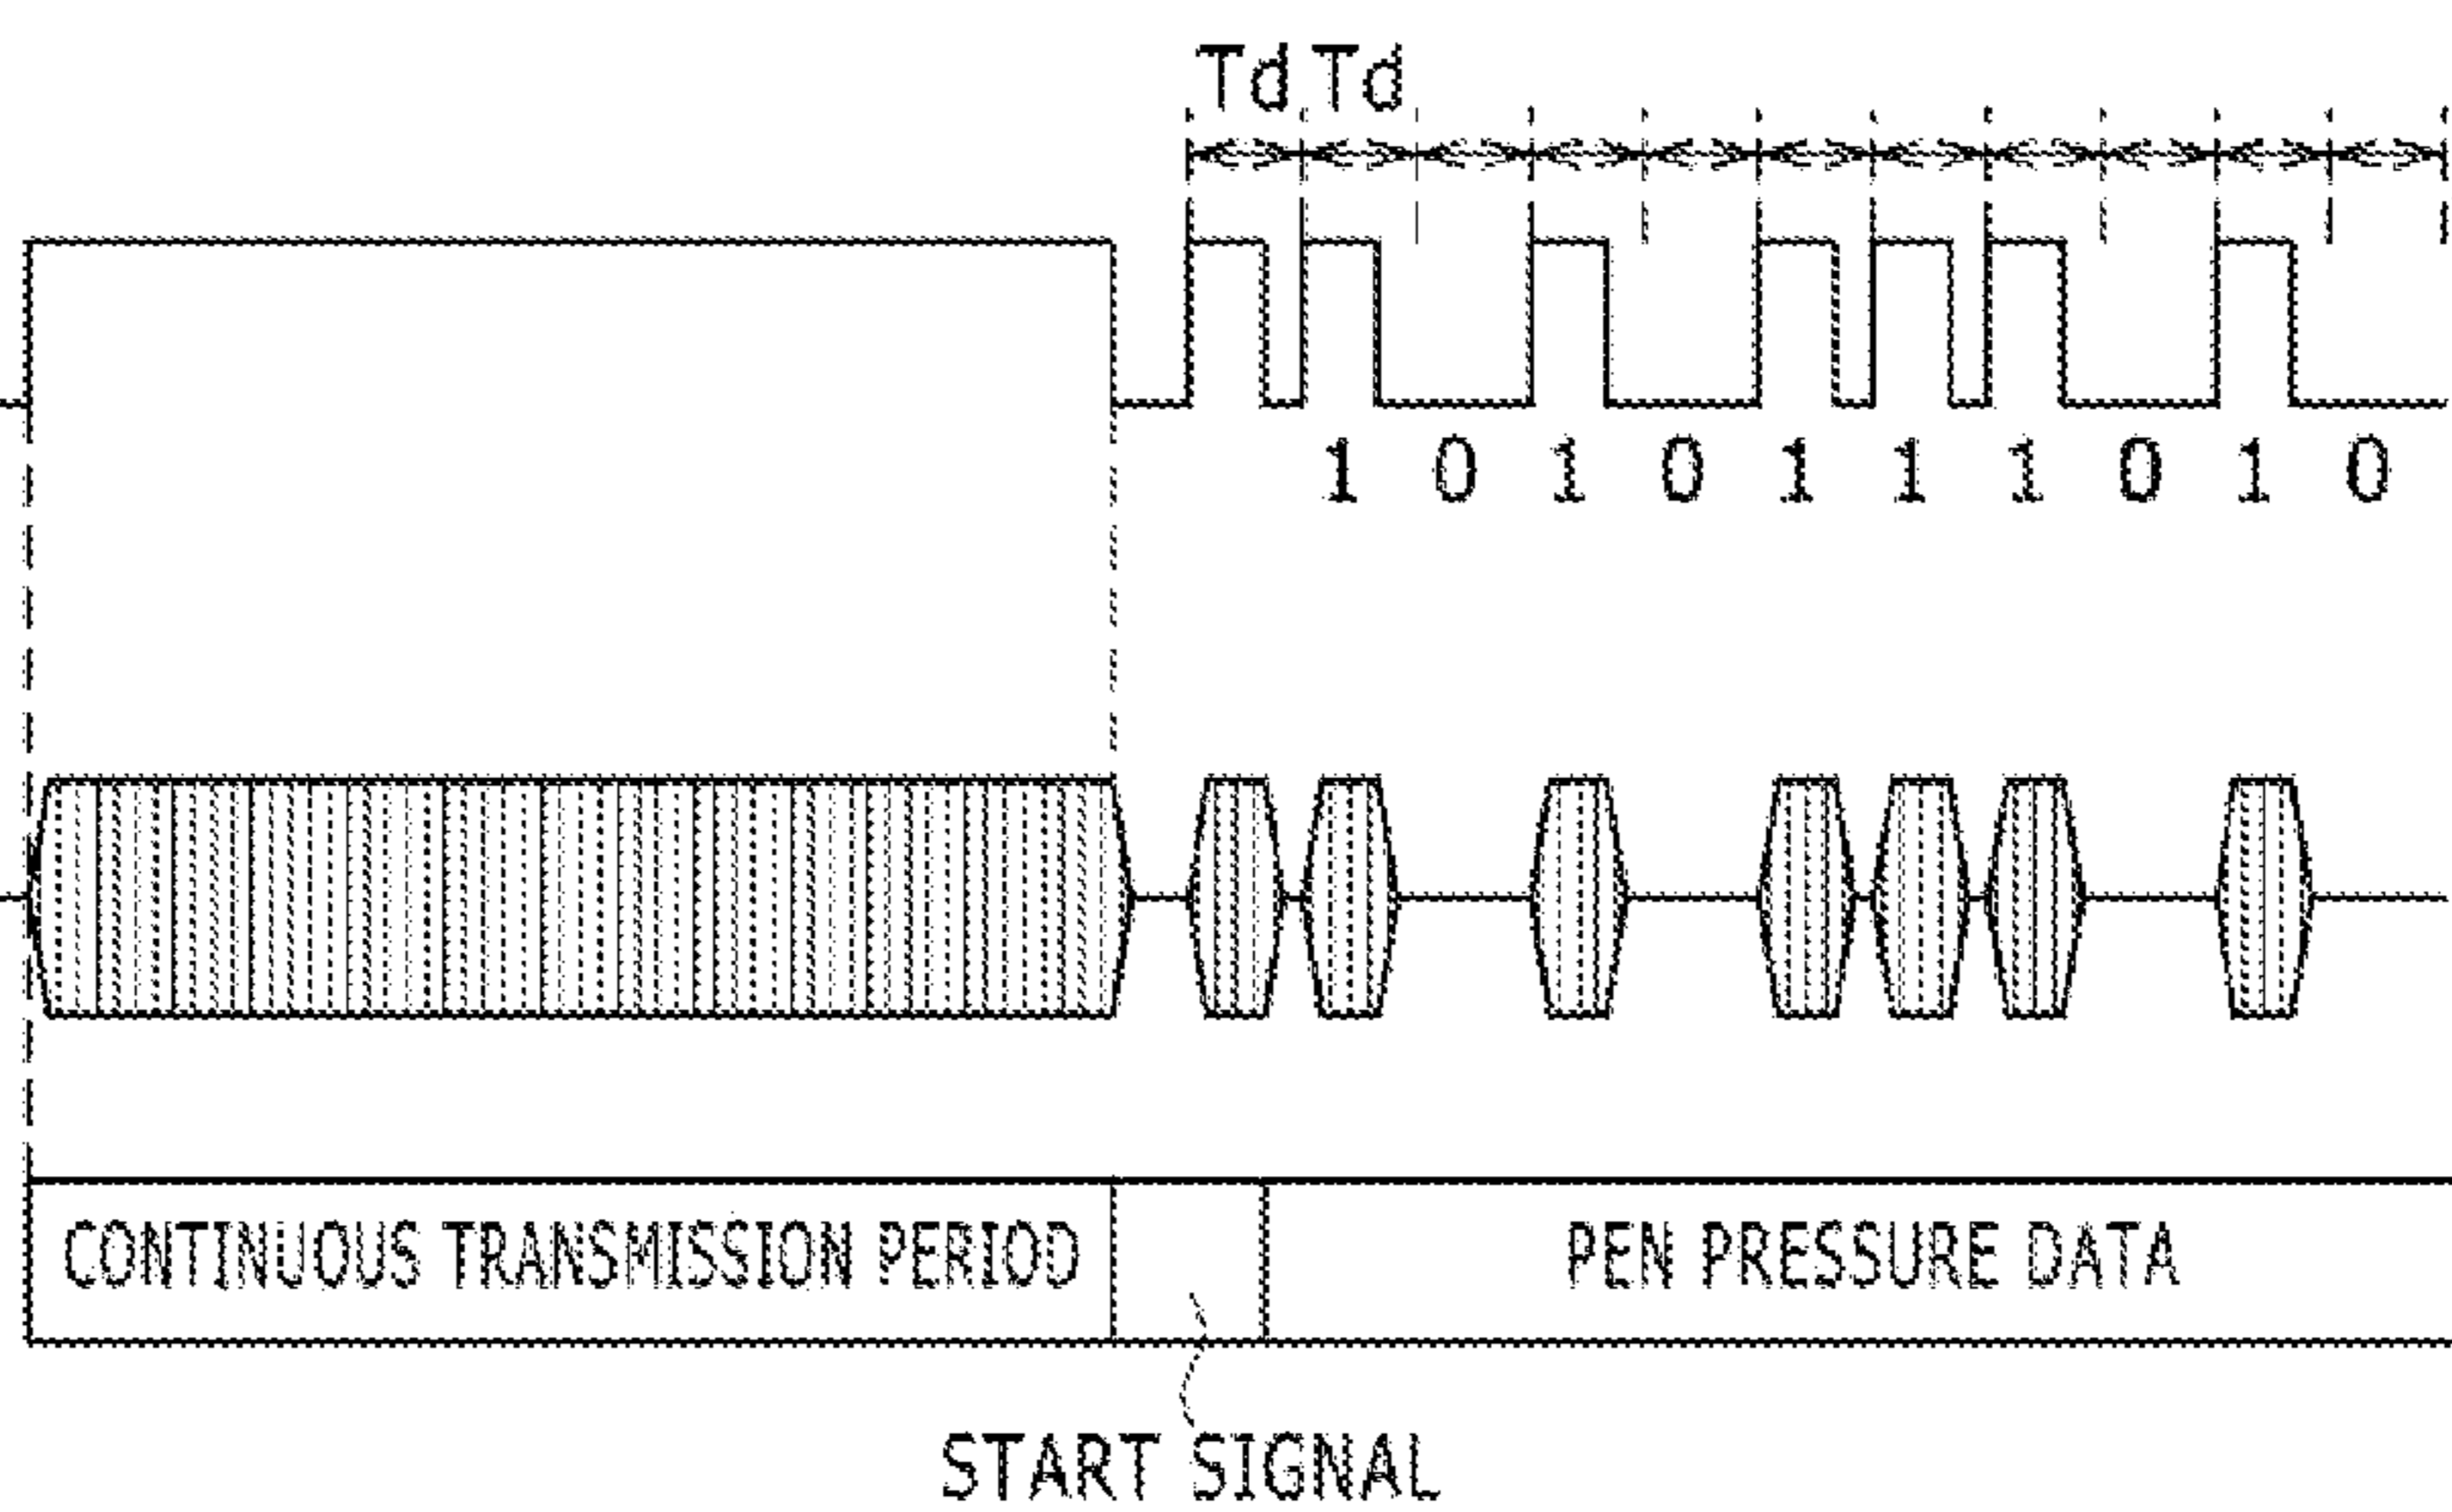 Td Td
1 0 1 0 1 1 1 0 1 0
CONTINUOUS TRANSMISSION PERIOD PEN PRESSURE DATA
START SIGNAL